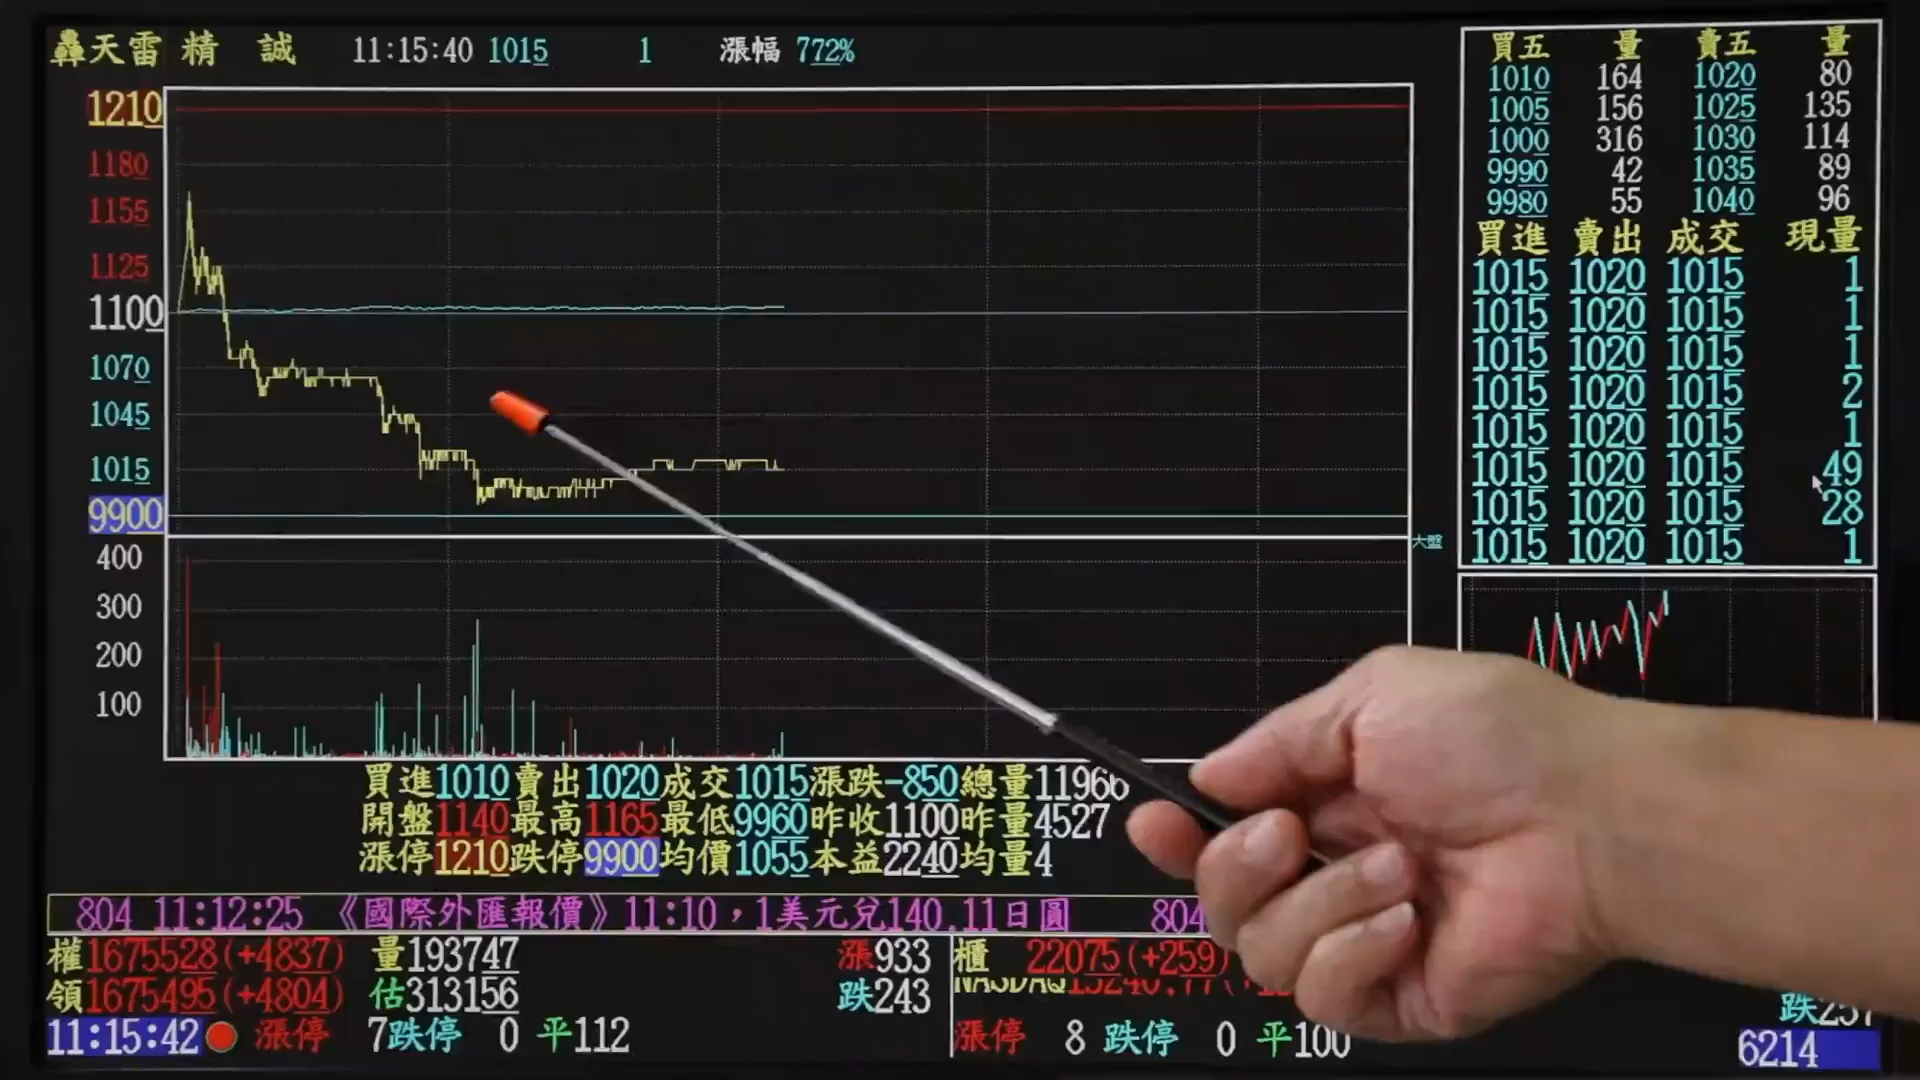 轟天雷 精 誠 11:15:40 1015 1 漲幅 772%
1210
1180
1155
1125
1100
1070
1045
1015
9900
400
300
200
100
大盤
買五 量 賣五 量
1010 164 1020 80
1005 156 1025 135
1000 316 1030 114
9990 42 1035 89
9980 55 1040 96
買進 賣出 成交 現量
1015 1020 1015 1
1015 1020 1015 1
1015 1020 1015 1
1015 1020 1015 2
1015 1020 1015 1
1015 1020 1015 49
1015 1020 1015 28
1015 1020 1015 1
買進1010賣出1020成交1015漲跌-850總量11966
開盤1140最高1165最低9960昨收1100昨量4527
漲停1210跌停9900均價1055本益2240均量4
804 11:12:25 《國際外匯報價》11:10，1美元兌140.11日圓 804
權1675528(+4837) 量193747 漲933 櫃 22075(+259)
領1675495(+4804) 估313156 跌243 NASDAQ
11:15:42 漲停 7跌停 0 平112 漲停 8 跌停 0 平100
6214